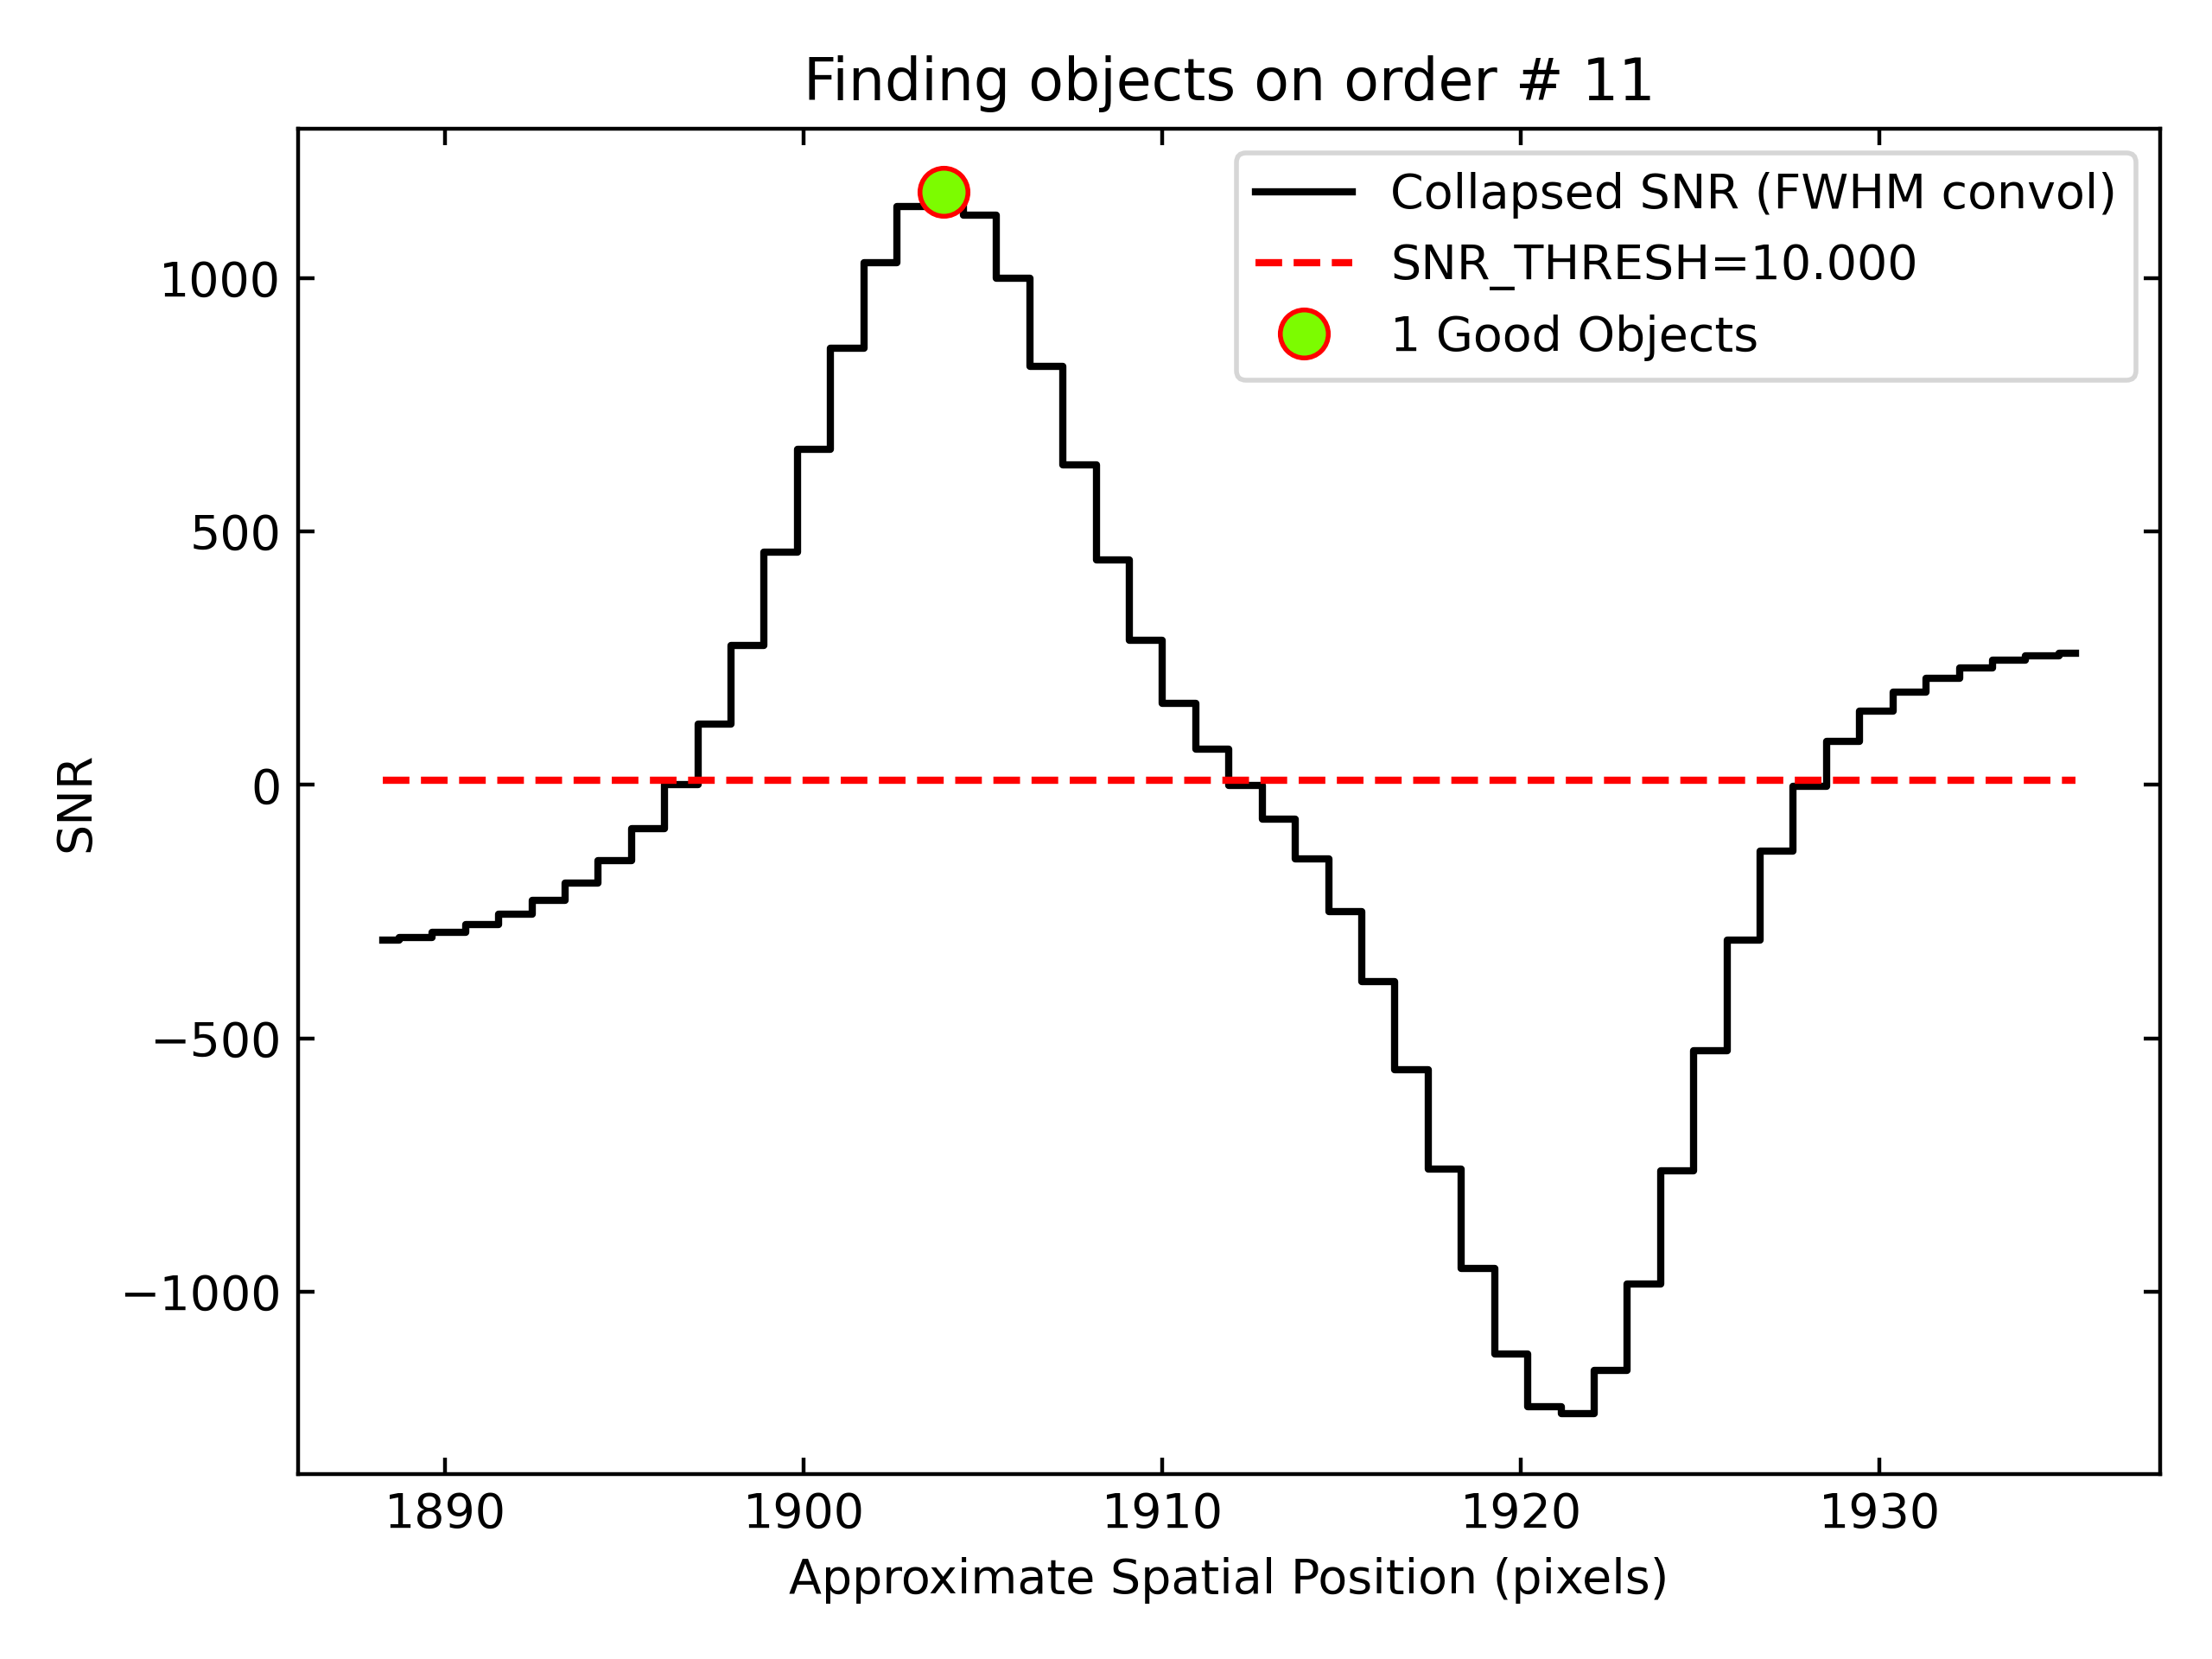 Finding objects on order # 11
Collapsed SNR (FWHM convol)
SNR_THRESH=10.000
1 Good Objects
1000
500
0
−500
−1000
SNR
1890 1900 1910 1920 1930
Approximate Spatial Position (pixels)